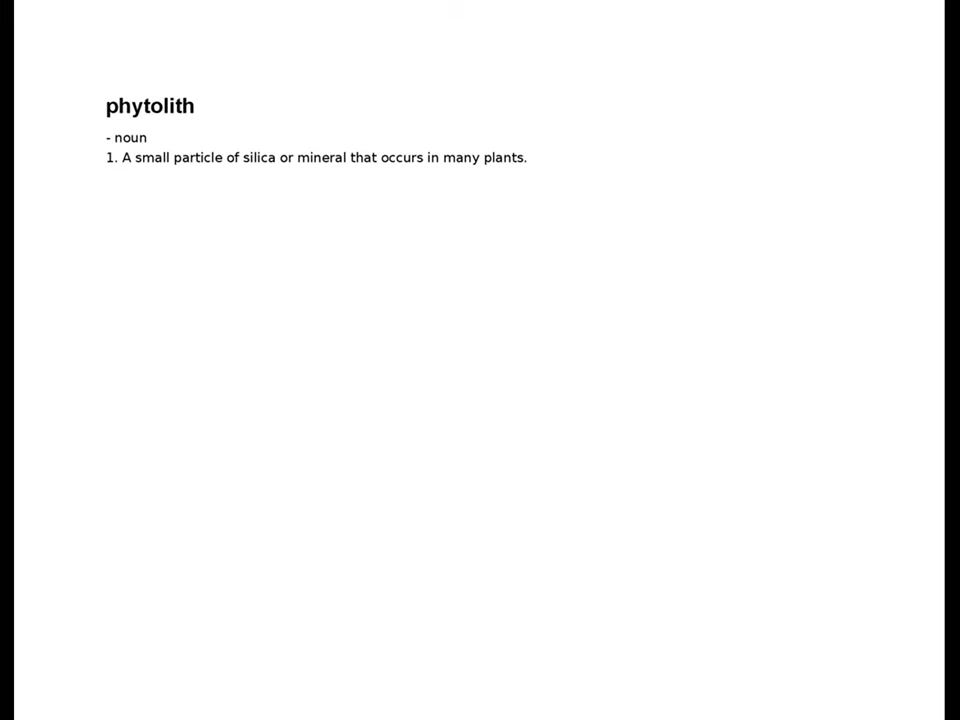 phytolith
- noun
1. A small particle of silica or mineral that occurs in many plants.